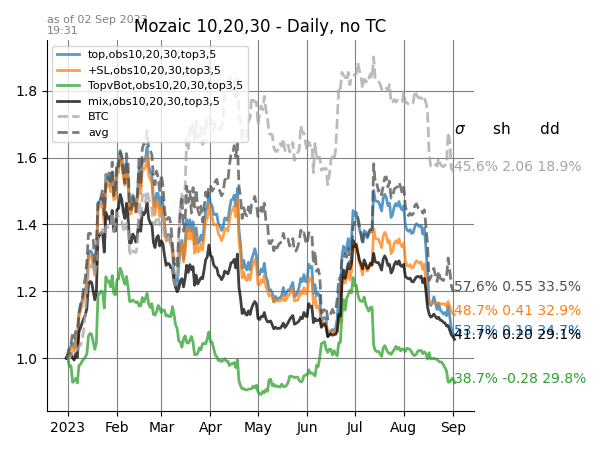 as of 02 Sep 2023
19:31
Mozaic 10,20,30 - Daily, no TC
top,obs10,20,30,top3,5
+SL,obs10,20,30,top3,5
TopvBot,obs10,20,30,top3,5
mix,obs10,20,30,top3,5
BTC
avg
σ sh dd
45.6% 2.06 18.9%
57.6% 0.55 33.5%
48.7% 0.41 32.9%
41.7% 0.20 29.1%
38.7% -0.28 29.8%
1.8
1.6
1.4
1.2
1.0
2023 Feb Mar Apr May Jun Jul Aug Sep